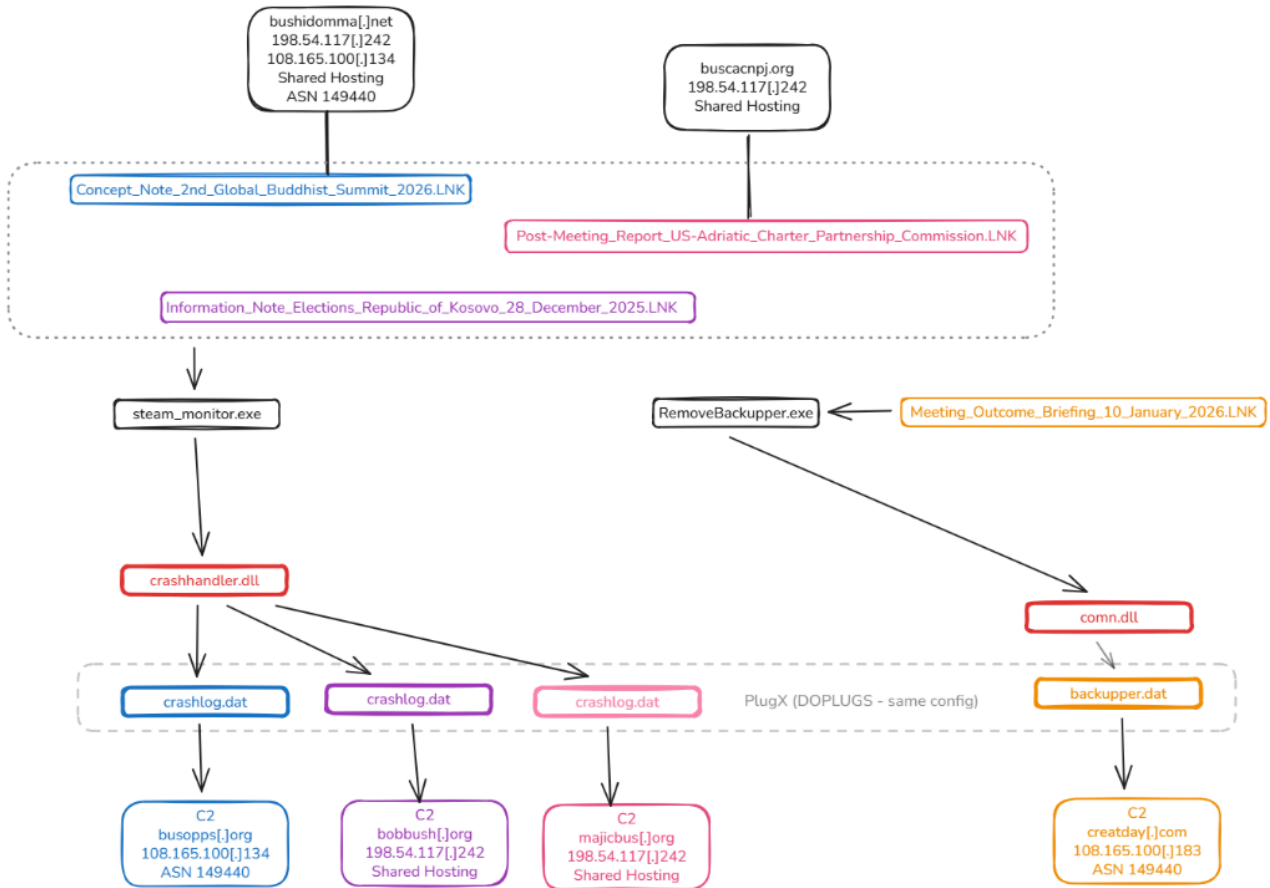 bushidomma[.]net
198.54.117[.]242
108.165.100[.]134
Shared Hosting
ASN 149440
buscacnpj.org
198.54.117[.]242
Shared Hosting
Concept_Note_2nd_Global_Buddhist_Summit_2026.LNK
Post-Meeting_Report_US-Adriatic_Charter_Partnership_Commission.LNK
Information_Note_Elections_Republic_of_Kosovo_28_December_2025.LNK
steam_monitor.exe
RemoveBackupper.exe
Meeting_Outcome_Briefing_10_January_2026.LNK
crashhandler.dll
comn.dll
crashlog.dat
crashlog.dat
crashlog.dat
PlugX (DOPLUGS - same config)
backupper.dat
C2
busopps[.]org
108.165.100[.]134
ASN 149440
C2
bobbush[.]org
198.54.117[.]242
Shared Hosting
C2
majicbus[.]org
198.54.117[.]242
Shared Hosting
C2
creatday[.]com
108.165.100[.]183
ASN 149440